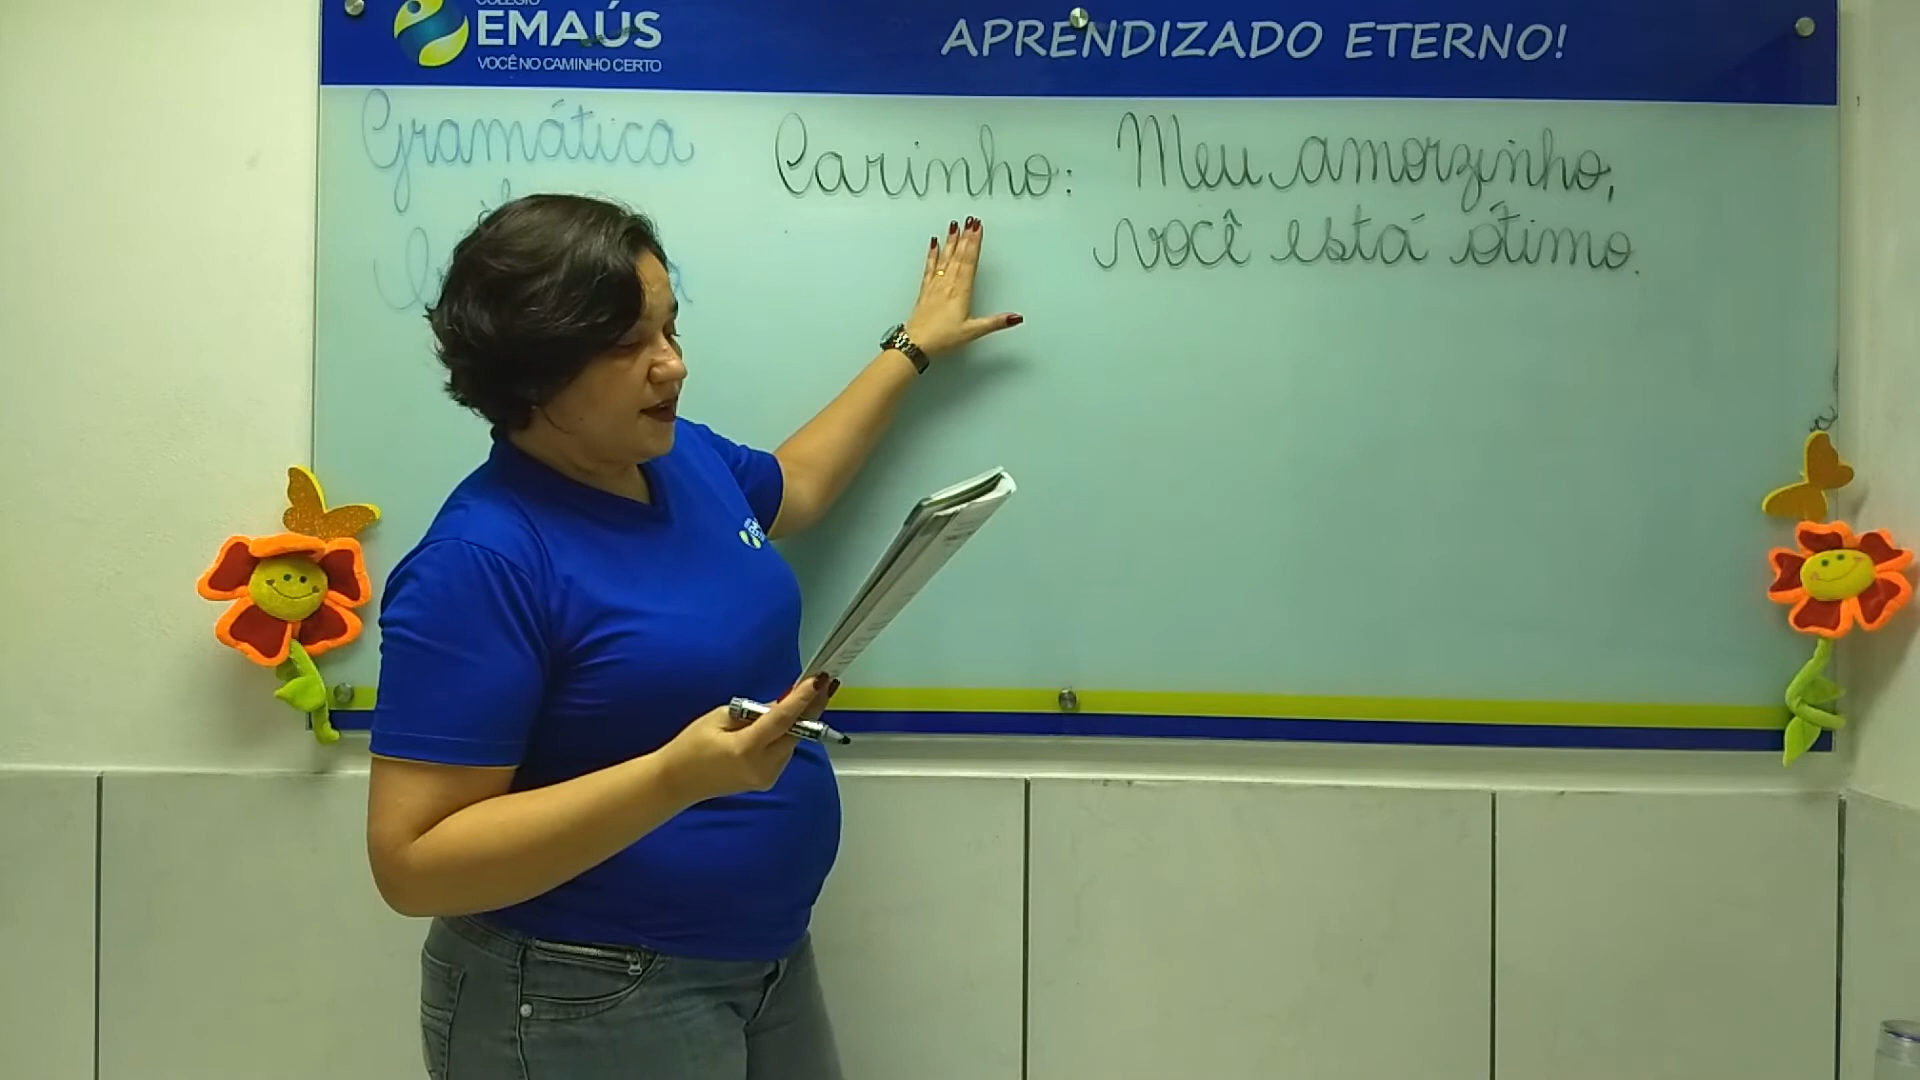 COLÉGIO
EMAÚS
VOCÊ NO CAMINHO CERTO
APRENDIZADO ETERNO!
Gramática
Carinho: Meu amorzinho,
você está ótimo.